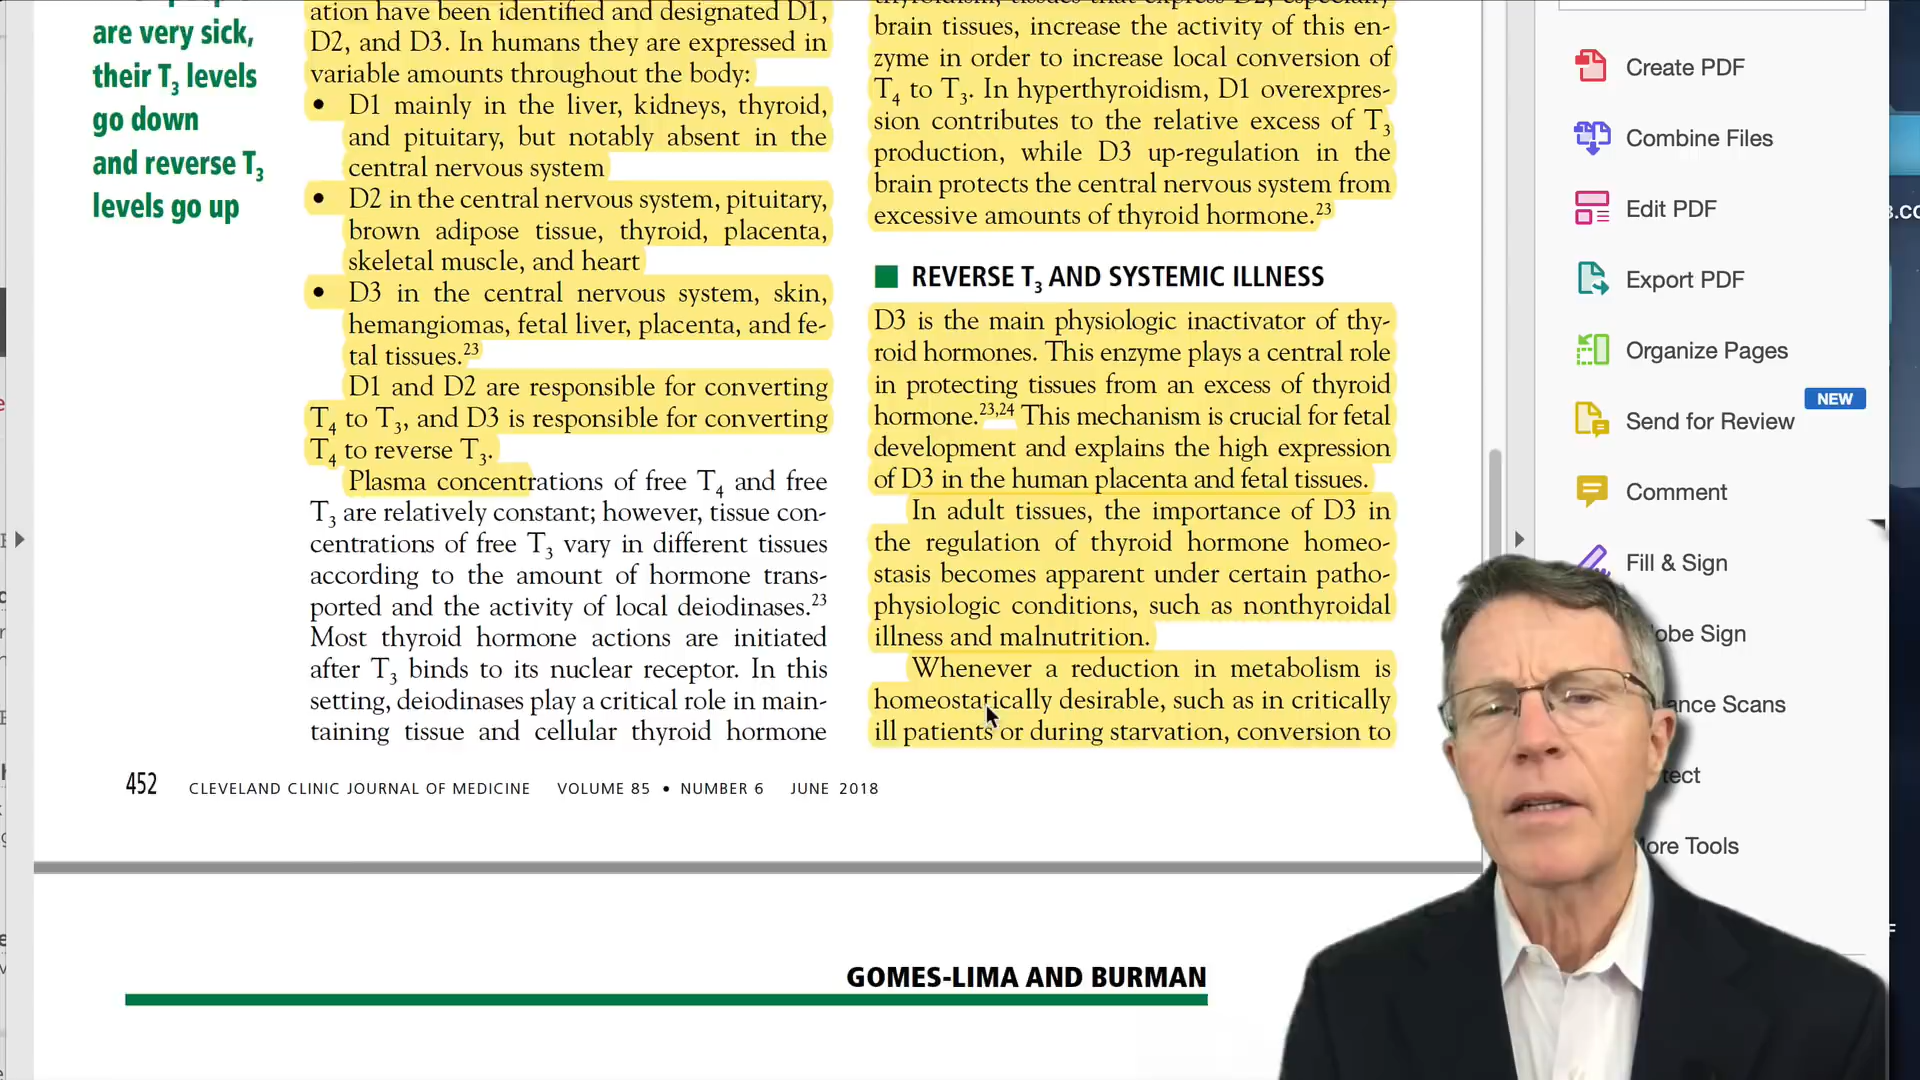 are very sick,
their T3 levels
go down
and reverse T3
levels go up
ation have been identified and designated D1,
D2, and D3. In humans they are expressed in
variable amounts throughout the body:
• D1 mainly in the liver, kidneys, thyroid,
and pituitary, but notably absent in the
central nervous system
• D2 in the central nervous system, pituitary,
brown adipose tissue, thyroid, placenta,
skeletal muscle, and heart
• D3 in the central nervous system, skin,
hemangiomas, fetal liver, placenta, and fe-
tal tissues.23
D1 and D2 are responsible for converting
T4 to T3, and D3 is responsible for converting
T4 to reverse T3.
Plasma concentrations of free T4 and free
T3 are relatively constant; however, tissue con-
centrations of free T3 vary in different tissues
according to the amount of hormone trans-
ported and the activity of local deiodinases.23
Most thyroid hormone actions are initiated
after T3 binds to its nuclear receptor. In this
setting, deiodinases play a critical role in main-
taining tissue and cellular thyroid hormone
thyroidism, tissues that express D2, especially
brain tissues, increase the activity of this en-
zyme in order to increase local conversion of
T4 to T3. In hyperthyroidism, D1 overexpres-
sion contributes to the relative excess of T3
production, while D3 up-regulation in the
brain protects the central nervous system from
excessive amounts of thyroid hormone.23
REVERSE T3 AND SYSTEMIC ILLNESS
D3 is the main physiologic inactivator of thy-
roid hormones. This enzyme plays a central role
in protecting tissues from an excess of thyroid
hormone.23,24 This mechanism is crucial for fetal
development and explains the high expression
of D3 in the human placenta and fetal tissues.
In adult tissues, the importance of D3 in
the regulation of thyroid hormone homeo-
stasis becomes apparent under certain patho-
physiologic conditions, such as nonthyroidal
illness and malnutrition.
Whenever a reduction in metabolism is
homeostatically desirable, such as in critically
ill patients or during starvation, conversion to
452 CLEVELAND CLINIC JOURNAL OF MEDICINE VOLUME 85 • NUMBER 6 JUNE 2018
GOMES-LIMA AND BURMAN
Create PDF
Combine Files
Edit PDF
Export PDF
Organize Pages
NEW
Send for Review
Comment
Fill & Sign
obe Sign
ance Scans
tect
ore Tools